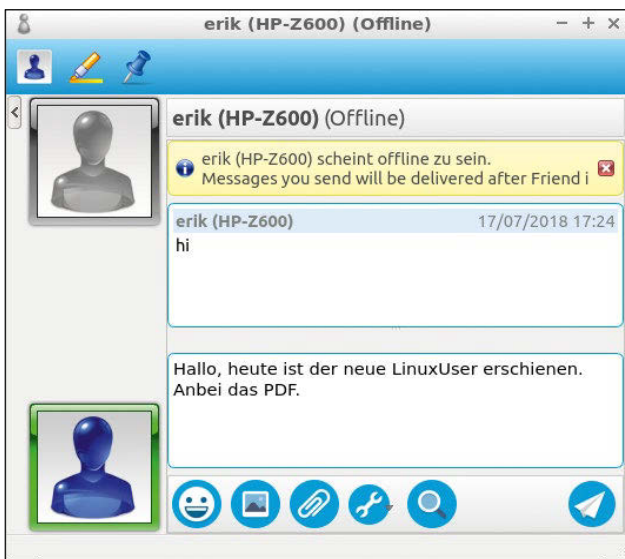 erik (HP-Z600) (Offline)
erik (HP-Z600) (Offline)
erik (HP-Z600) scheint offline zu sein.
Messages you send will be delivered after Friend i
erik (HP-Z600) 17/07/2018 17:24
hi
Hallo, heute ist der neue LinuxUser erschienen.
Anbei das PDF.